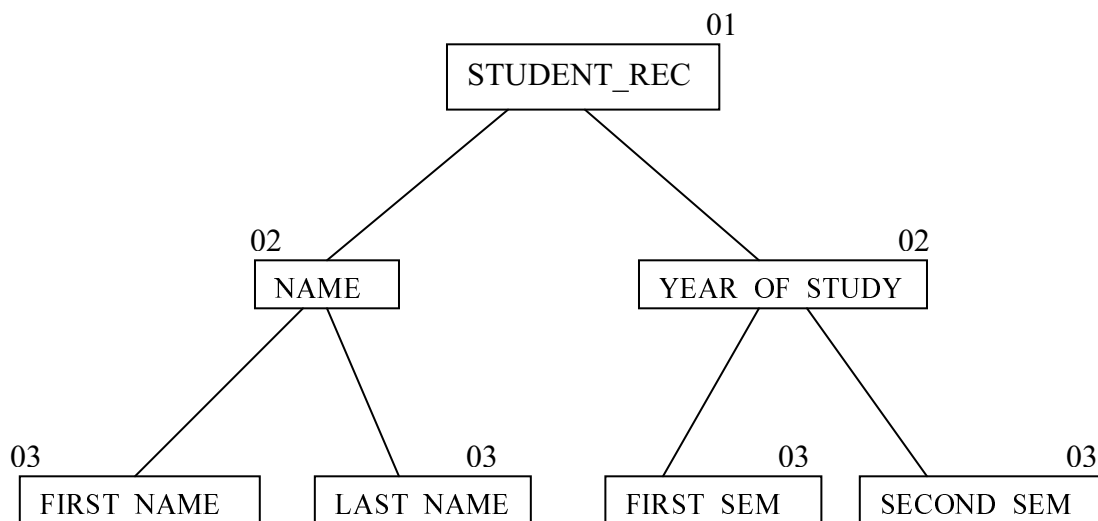 01
STUDENT_REC
02
02
NAME
YEAR OF STUDY
03
03
03
03
FIRST NAME
LAST NAME
FIRST SEM
SECOND SEM